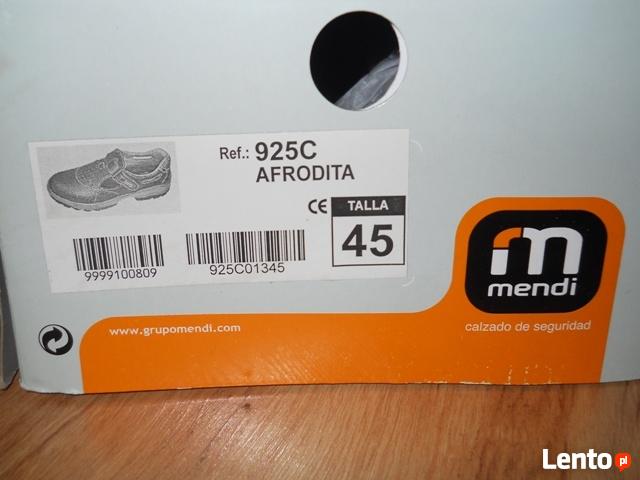 Ref.: 925C
AFRODITA
CE TALLA
45
9999100809 925C01345
www.grupomendi.com
m
mendi
calzado de seguridad
Lento.pl